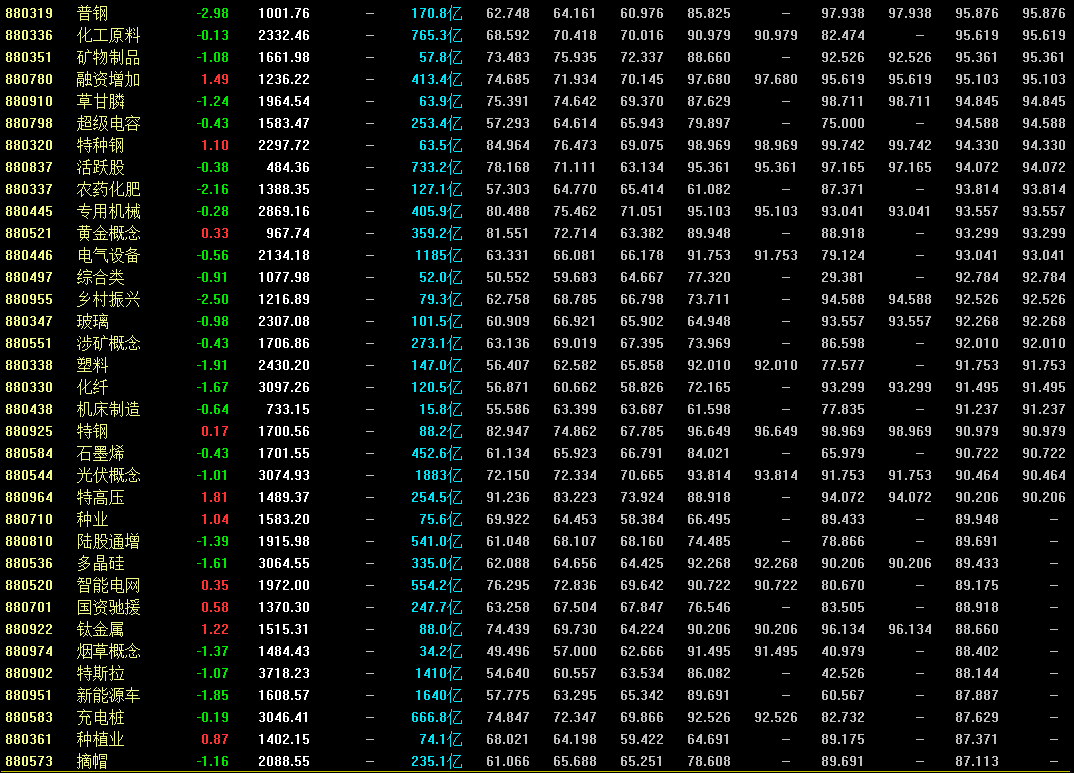 880319 普钢 -2.98 1001.76 – 170.8亿 62.748 64.161 60.976 85.825 – 97.938 97.938 95.876 95.876
880336 化工原料 -0.13 2332.46 – 765.3亿 68.592 70.418 70.016 90.979 90.979 82.474 – 95.619 95.619
880351 矿物制品 -1.08 1661.98 – 57.8亿 73.483 75.935 72.337 88.660 – 92.526 92.526 95.361 95.361
880780 融资增加 1.49 1236.22 – 413.4亿 74.685 71.934 70.145 97.680 97.680 95.619 95.619 95.103 95.103
880910 草甘膦 -1.24 1964.54 – 63.9亿 75.391 74.642 69.370 87.629 – 98.711 98.711 94.845 94.845
880798 超级电容 -0.43 1583.47 – 253.4亿 57.293 64.614 65.943 79.897 – 75.000 – 94.588 94.588
880320 特种钢 1.10 2297.72 – 63.5亿 84.964 76.473 69.075 98.969 98.969 99.742 99.742 94.330 94.330
880837 活跃股 -0.38 484.36 – 733.2亿 78.168 71.111 63.134 95.361 95.361 97.165 97.165 94.072 94.072
880337 农药化肥 -2.16 1388.35 – 127.1亿 57.303 64.770 65.414 61.082 – 87.371 – 93.814 93.814
880445 专用机械 -0.28 2869.16 – 405.9亿 80.488 75.462 71.051 95.103 95.103 93.041 93.041 93.557 93.557
880521 黄金概念 0.33 967.74 – 359.2亿 81.551 72.714 63.382 89.948 – 88.918 – 93.299 93.299
880446 电气设备 -0.56 2134.18 – 1185亿 63.331 66.081 66.178 91.753 91.753 79.124 – 93.041 93.041
880497 综合类 -0.91 1077.98 – 52.0亿 50.552 59.683 64.667 77.320 – 29.381 – 92.784 92.784
880955 乡村振兴 -2.50 1216.89 – 79.3亿 62.758 68.785 66.798 73.711 – 94.588 94.588 92.526 92.526
880347 玻璃 -0.98 2307.08 – 101.5亿 60.909 66.921 65.902 64.948 – 93.557 93.557 92.268 92.268
880551 涉矿概念 -0.43 1706.86 – 273.1亿 63.136 69.019 67.395 73.969 – 86.598 – 92.010 92.010
880338 塑料 -1.91 2430.20 – 147.0亿 56.407 62.582 65.858 92.010 92.010 77.577 – 91.753 91.753
880330 化纤 -1.67 3097.26 – 120.5亿 56.871 60.662 58.826 72.165 – 93.299 93.299 91.495 91.495
880438 机床制造 -0.64 733.15 – 15.8亿 55.586 63.399 63.687 61.598 – 77.835 – 91.237 91.237
880925 特钢 0.17 1700.56 – 88.2亿 82.947 74.862 67.785 96.649 96.649 98.969 98.969 90.979 90.979
880584 石墨烯 -0.43 1701.55 – 452.6亿 61.134 65.923 66.791 84.021 – 65.979 – 90.722 90.722
880544 光伏概念 -1.01 3074.93 – 1883亿 72.150 72.334 70.665 93.814 93.814 91.753 91.753 90.464 90.464
880964 特高压 1.81 1489.37 – 254.5亿 91.236 83.223 73.924 88.918 – 94.072 94.072 90.206 90.206
880710 种业 1.04 1583.20 – 75.6亿 69.922 64.453 58.384 66.495 – 89.433 – 89.948 –
880810 陆股通增 -1.39 1915.98 – 541.0亿 61.048 68.107 68.160 74.485 – 78.866 – 89.691 –
880536 多晶硅 -1.61 3064.55 – 335.0亿 62.088 64.656 64.425 92.268 92.268 90.206 90.206 89.433 –
880520 智能电网 0.35 1972.00 – 554.2亿 76.295 72.836 69.642 90.722 90.722 80.670 – 89.175 –
880701 国资驰援 0.58 1370.30 – 247.7亿 63.258 67.504 67.847 76.546 – 83.505 – 88.918 –
880922 钛金属 1.22 1515.31 – 88.0亿 74.439 69.730 64.224 90.206 90.206 96.134 96.134 88.660 –
880974 烟草概念 -1.37 1484.43 – 34.2亿 49.496 57.000 62.666 91.495 91.495 40.979 – 88.402 –
880902 特斯拉 -1.07 3718.23 – 1410亿 54.640 60.557 63.534 86.082 – 42.526 – 88.144 –
880951 新能源车 -1.85 1608.57 – 1640亿 57.775 63.295 65.342 89.691 – 60.567 – 87.887 –
880583 充电桩 -0.19 3046.41 – 666.8亿 74.847 72.347 69.866 92.526 92.526 82.732 – 87.629 –
880361 种植业 0.87 1402.15 – 74.1亿 68.021 64.198 59.422 64.691 – 89.175 – 87.371 –
880573 摘帽 -1.16 2088.55 – 235.1亿 61.066 65.688 65.251 78.608 – 89.691 – 87.113 –